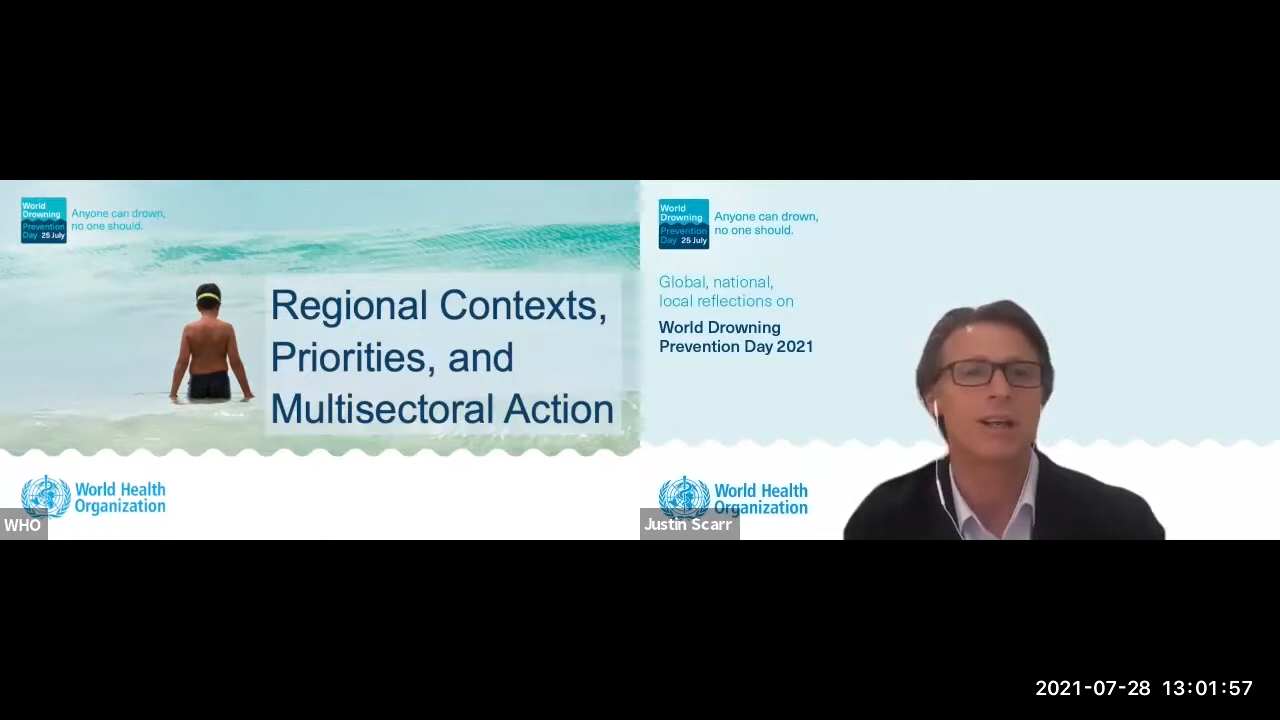 World
Drowning
Prevention
Day 25 July
Anyone can drown,
no one should.
Regional Contexts,
Priorities, and
Multisectoral Action
World Health
Organization
WHO
World
Drowning
Prevention
Day 25 July
Anyone can drown,
no one should.
Global, national,
local reflections on
World Drowning
Prevention Day 2021
World Health
Organization
Justin Scarr
2021-07-28 13:01:57